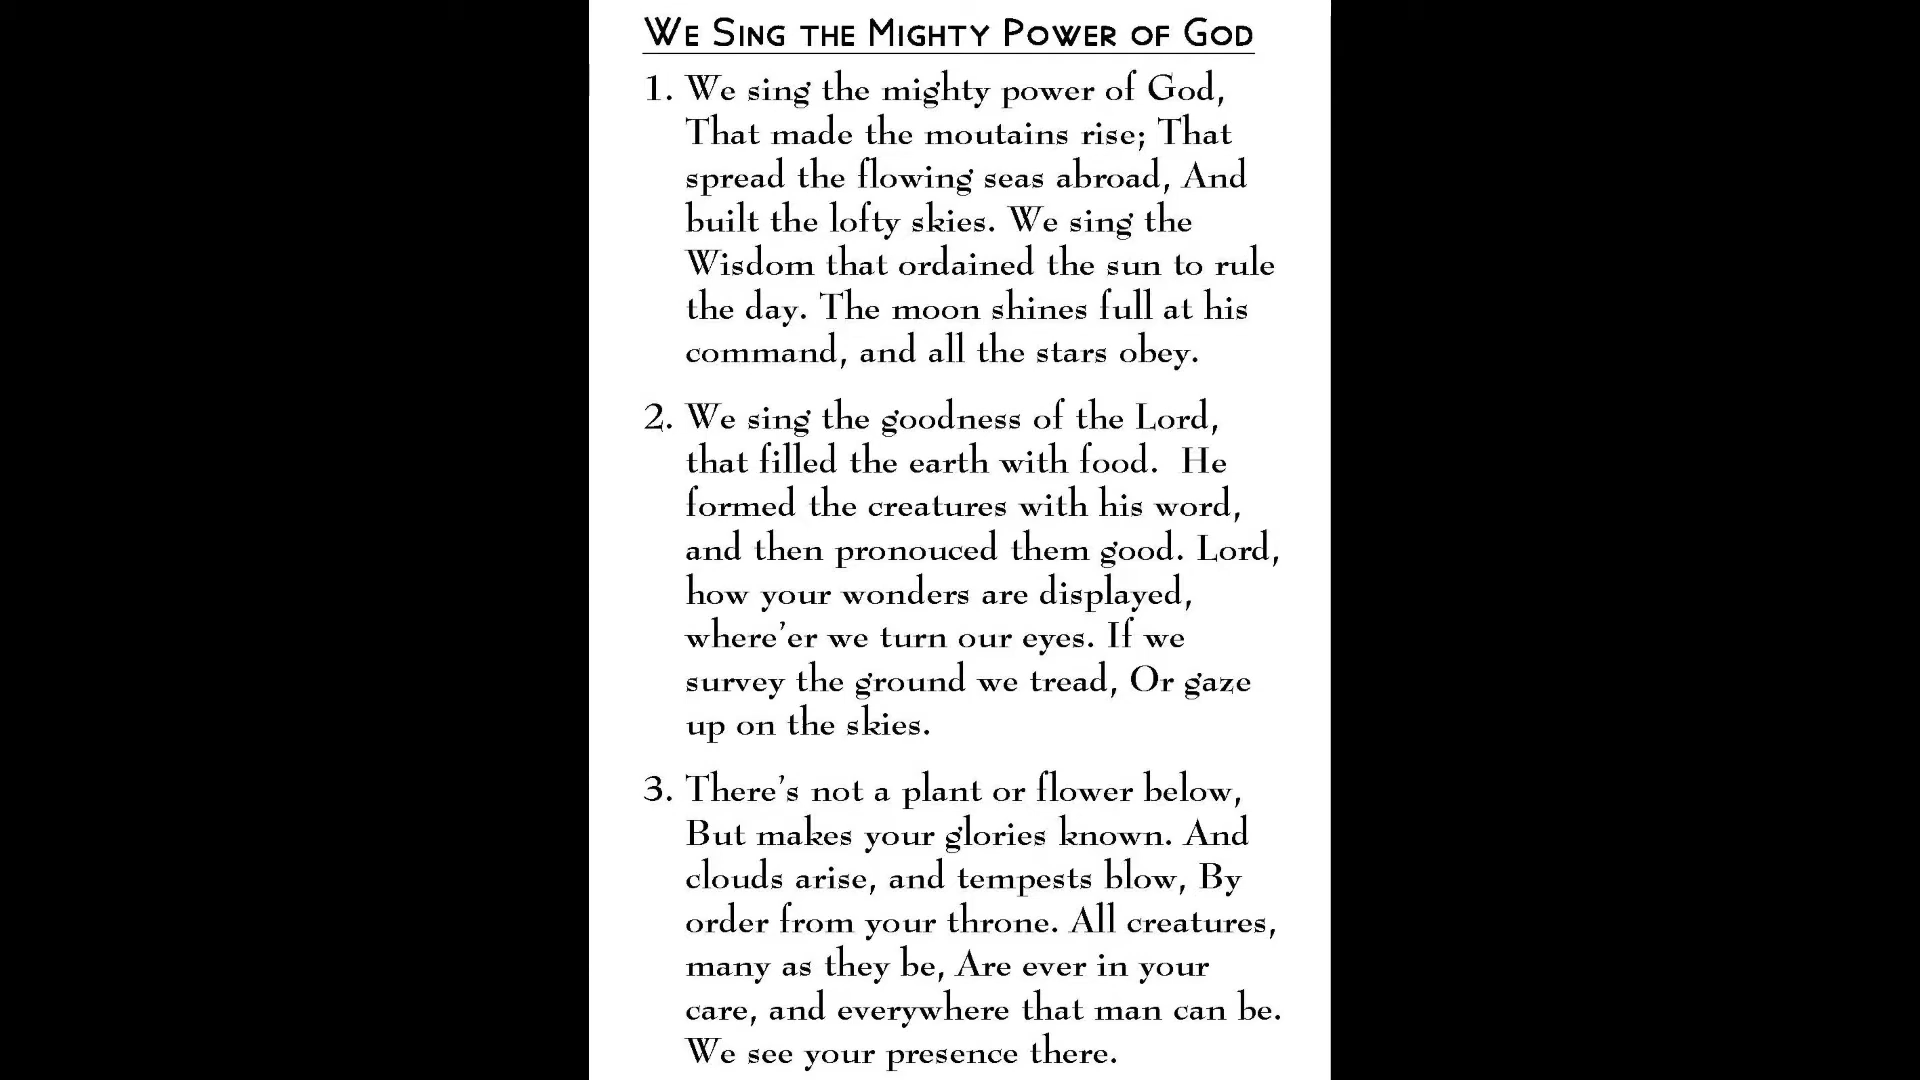 We Sing the Mighty Power of God
1. We sing the mighty power of God,
That made the moutains rise; That
spread the flowing seas abroad, And
built the lofty skies. We sing the
Wisdom that ordained the sun to rule
the day. The moon shines full at his
command, and all the stars obey.
2. We sing the goodness of the Lord,
that filled the earth with food.  He
formed the creatures with his word,
and then pronouced them good. Lord,
how your wonders are displayed,
where'er we turn our eyes. If we
survey the ground we tread, Or gaze
up on the skies.
3. There's not a plant or flower below,
But makes your glories known. And
clouds arise, and tempests blow, By
order from your throne. All creatures,
many as they be, Are ever in your
care, and everywhere that man can be.
We see your presence there.